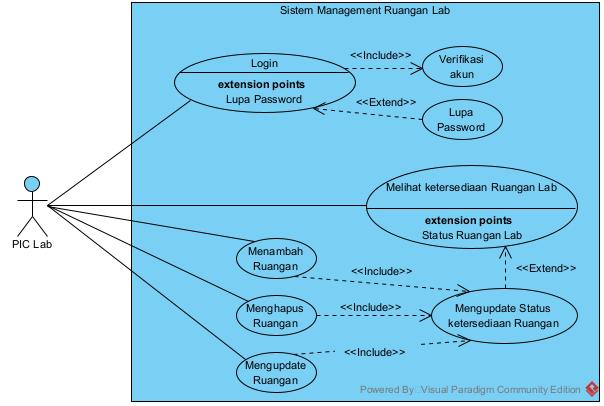 Sistem Management Ruangan Lab
Login
extension points
Lupa Password
<<Include>>
Verifikasi
akun
<<Extend>>
Lupa
Password
PIC Lab
Melihat ketersediaan Ruangan Lab
extension points
Status Ruangan Lab
Menambah
Ruangan
<<Include>>
<<Extend>>
Menghapus
Ruangan
<<Include>>
Mengupdate Status
ketersediaan Ruangan
Mengupdate
Ruangan
<<Include>>
Powered By Visual Paradigm Community Edition